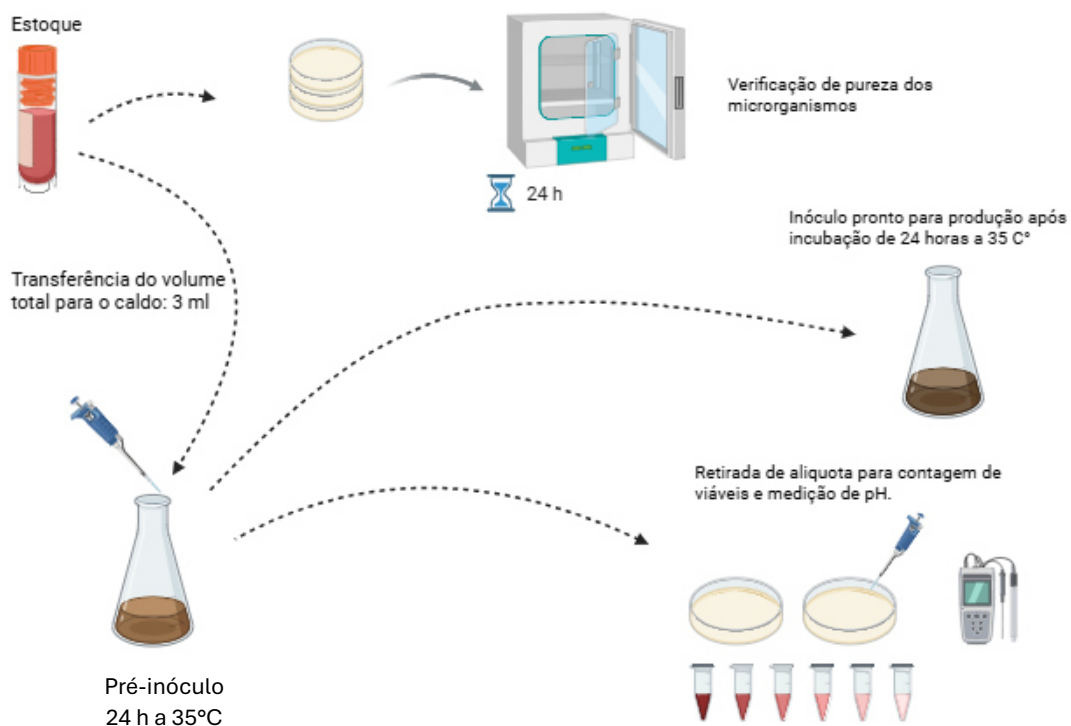 Estoque
Verificação de pureza dos
microrganismos
24 h
Inóculo pronto para produção após
incubação de 24 horas a 35 C°
Transferência do volume
total para o caldo: 3 ml
Retirada de aliquota para contagem de
viáveis e medição de pH.
Pré-inóculo
24 h a 35°C